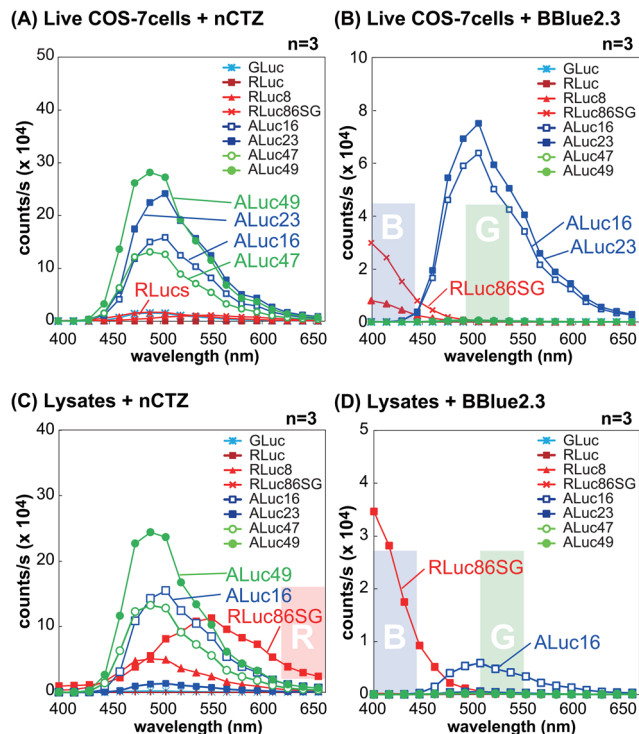 (A) Live COS-7cells + nCTZ
n=3
counts/s (x 10⁴)
50
40
30
20
10
0
GLuc
RLuc
RLuc8
RLuc86SG
ALuc16
ALuc23
ALuc47
ALuc49
ALuc49
ALuc23
ALuc16
ALuc47
RLucs
400 450 500 550 600 650
wavelength (nm)
(B) Live COS-7cells + BBlue2.3
n=3
counts/s (x 10⁴)
10
8
6
4
2
0
GLuc
RLuc
RLuc8
RLuc86SG
ALuc16
ALuc23
ALuc47
ALuc49
B
G
ALuc16
ALuc23
RLuc86SG
400 450 500 550 600 650
wavelength (nm)
(C) Lysates + nCTZ
n=3
counts/s (x 10⁴)
40
30
20
10
0
GLuc
RLuc
RLuc8
RLuc86SG
ALuc16
ALuc23
ALuc47
ALuc49
ALuc49
ALuc16
RLuc86SG
R
400 450 500 550 600 650
wavelength (nm)
(D) Lysates + BBlue2.3
n=3
counts/s (x 10⁴)
5
4
3
2
1
0
GLuc
RLuc
RLuc8
RLuc86SG
ALuc16
ALuc23
ALuc47
ALuc49
RLuc86SG
B
G
ALuc16
400 450 500 550 600 650
wavelength (nm)